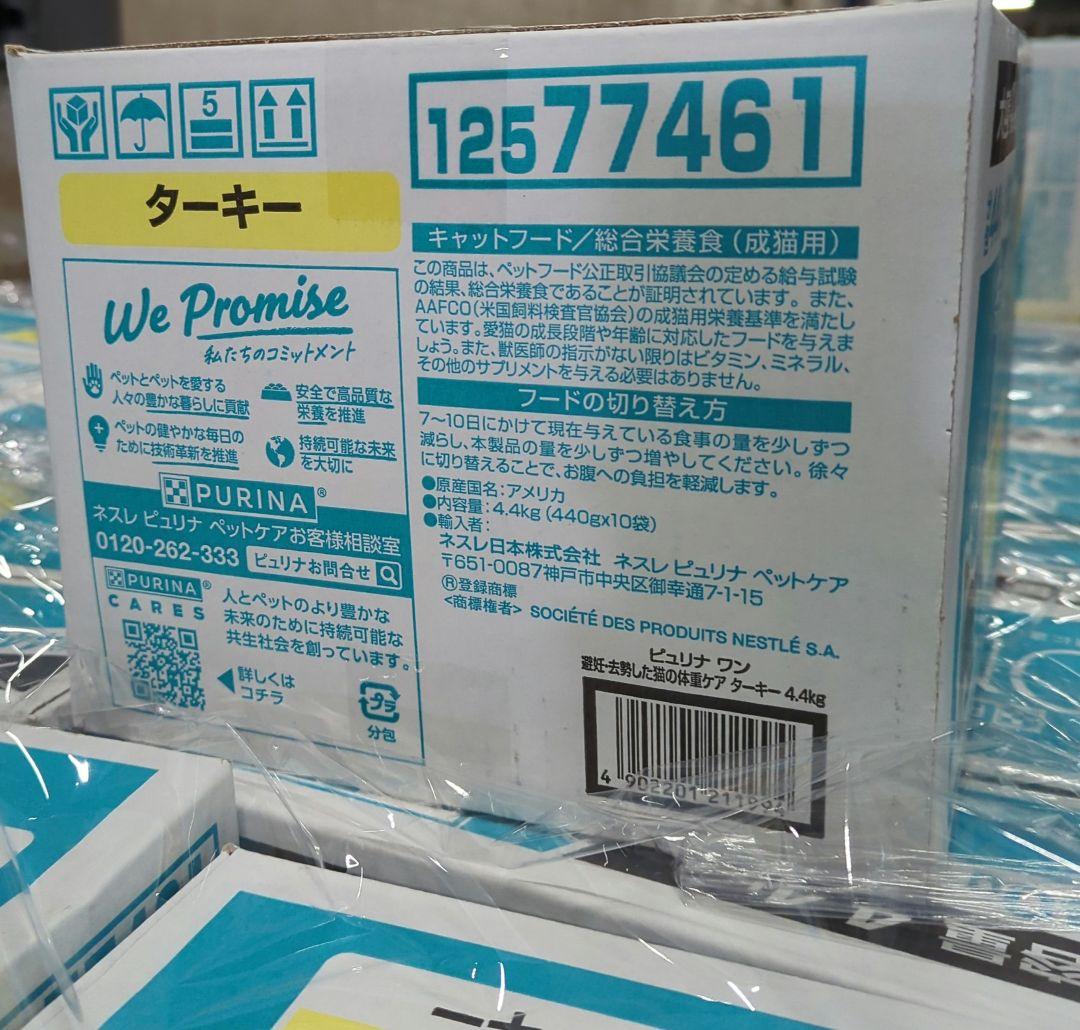 5
12577461
ターキー
キャットフード／総合栄養食（成猫用）
この商品は、ペットフード公正取引協議会の定める給与試験
の結果、総合栄養食であることが証明されています。また、
AAFCO（米国飼料検査官協会）の成猫用栄養基準を満たし
ています。愛猫の成長段階や年齢に対応したフードを与えま
しょう。また、獣医師の指示がない限りはビタミン、ミネラル、
その他のサプリメントを与える必要はありません。
フードの切り替え方
7〜10日にかけて現在与えている食事の量を少しずつ
減らし、本製品の量を少しずつ増やしてください。徐々
に切り替えることで、お腹への負担を軽減します。
●原産国名：アメリカ
●内容量：4.4kg（440gx10袋）
●輸入者：
ネスレ日本株式会社 ネスレ ピュリナ ペットケア
〒651-0087神戸市中央区御幸通7-1-15
®登録商標
<商標権者> SOCIÉTÉ DES PRODUITS NESTLÉ S.A.
ピュリナ ワン
避妊・去勢した猫の体重ケア ターキー 4.4kg
We Promise
私たちのコミットメント
ペットとペットを愛する
人々の豊かな暮らしに貢献
安全で高品質な
栄養を推進
ペットの健やかな毎日の
ために技術革新を推進
持続可能な未来
を大切に
PURINA®
ネスレ ピュリナ ペットケアお客様相談室
0120-262-333 ピュリナお問合せ
PURINA®
CARES
人とペットのより豊かな
未来のために持続可能な
共生社会を創っています。
詳しくは
コチラ
プラ
分包